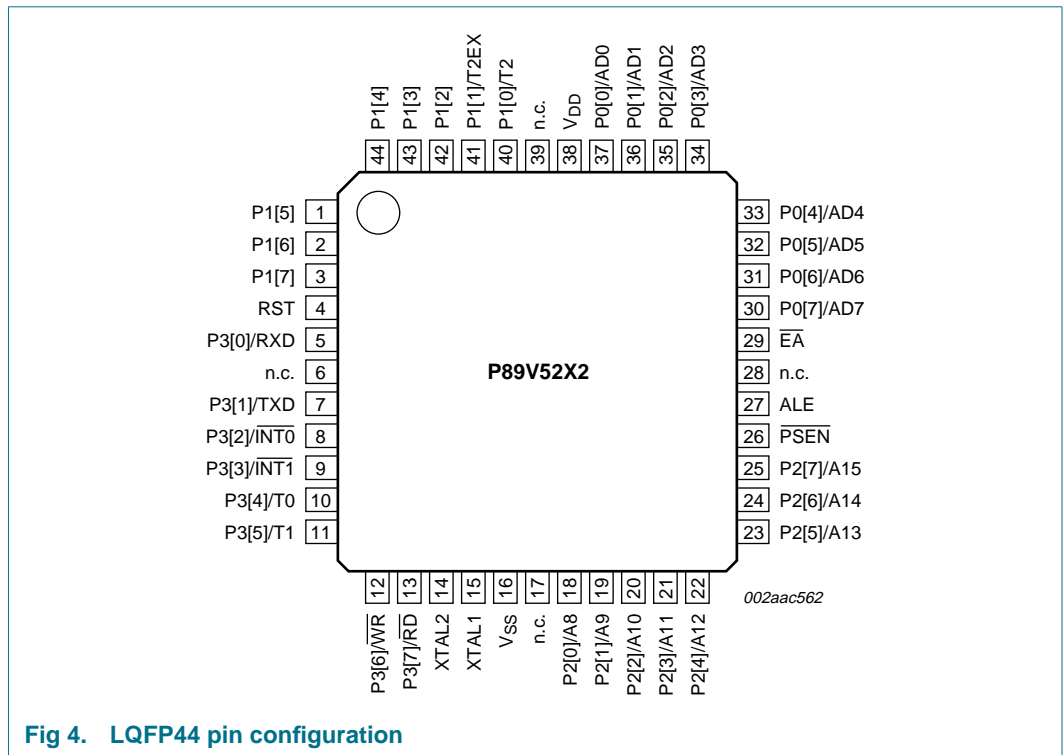 P1[4]
P1[3]
P1[2]
P1[1]/T2EX
P1[0]/T2
n.c.
VDD
P0[0]/AD0
P0[1]/AD1
P0[2]/AD2
P0[3]/AD3
44
43
42
41
40
39
38
37
36
35
34
P1[5] 1
P1[6] 2
P1[7] 3
RST 4
P3[0]/RXD 5
n.c. 6
P3[1]/TXD 7
P3[2]/INT0 8
P3[3]/INT1 9
P3[4]/T0 10
P3[5]/T1 11
P89V52X2
33 P0[4]/AD4
32 P0[5]/AD5
31 P0[6]/AD6
30 P0[7]/AD7
29 EA
28 n.c.
27 ALE
26 PSEN
25 P2[7]/A15
24 P2[6]/A14
23 P2[5]/A13
12
13
14
15
16
17
18
19
20
21
22
P3[6]/WR
P3[7]/RD
XTAL2
XTAL1
VSS
n.c.
P2[0]/A8
P2[1]/A9
P2[2]/A10
P2[3]/A11
P2[4]/A12
002aac562
Fig 4. LQFP44 pin configuration